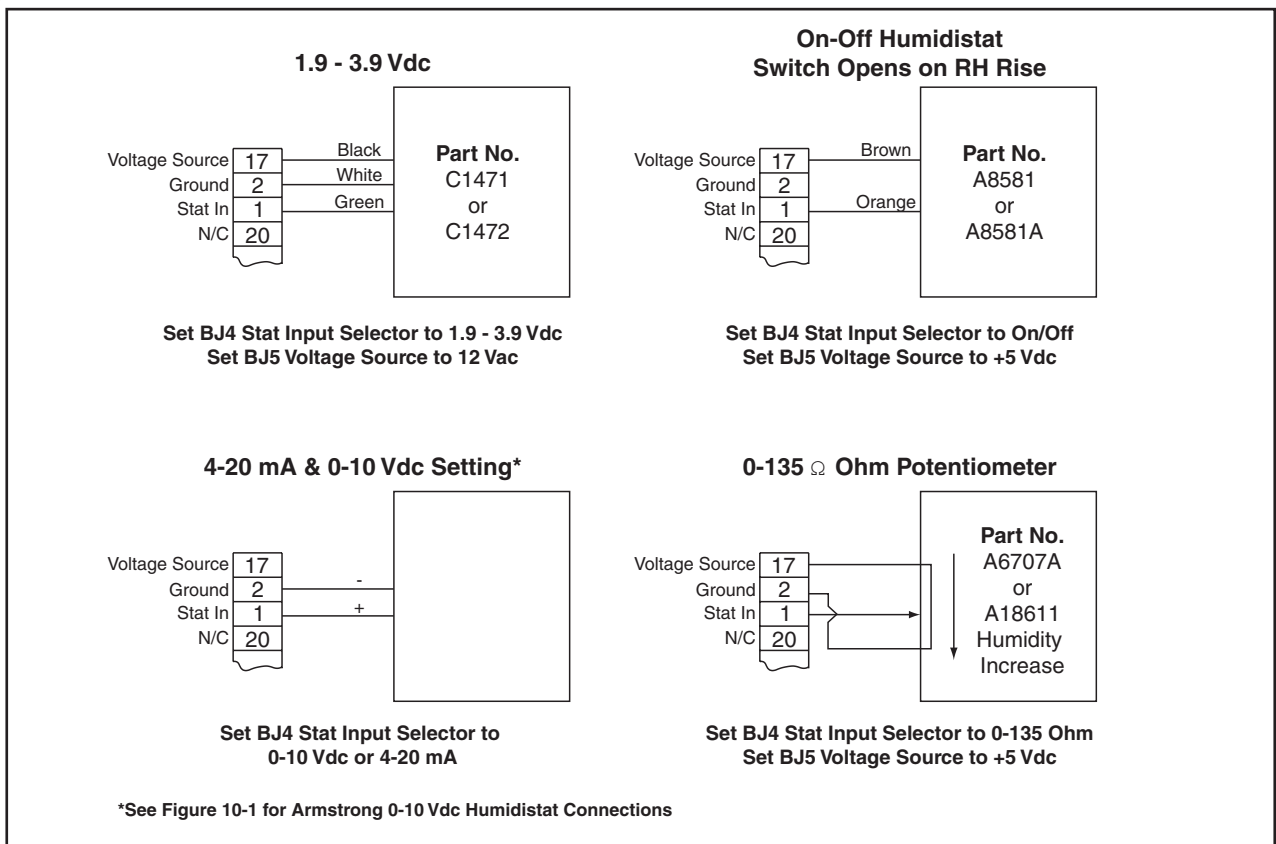 1.9 - 3.9 Vdc
Voltage Source 17 Black
Ground 2 White
Stat In 1 Green
N/C 20
Part No.
C1471
or
C1472
Set BJ4 Stat Input Selector to 1.9 - 3.9 Vdc
Set BJ5 Voltage Source to 12 Vac
On-Off Humidistat
Switch Opens on RH Rise
Voltage Source 17 Brown
Ground 2
Stat In 1 Orange
N/C 20
Part No.
A8581
or
A8581A
Set BJ4 Stat Input Selector to On/Off
Set BJ5 Voltage Source to +5 Vdc
4-20 mA & 0-10 Vdc Setting*
Voltage Source 17
Ground 2 -
Stat In 1 +
N/C 20
Set BJ4 Stat Input Selector to
0-10 Vdc or 4-20 mA
0-135 Ω Ohm Potentiometer
Voltage Source 17
Ground 2
Stat In 1
N/C 20
Part No.
A6707A
or
A18611
Humidity
Increase
Set BJ4 Stat Input Selector to 0-135 Ohm
Set BJ5 Voltage Source to +5 Vdc
*See Figure 10-1 for Armstrong 0-10 Vdc Humidistat Connections